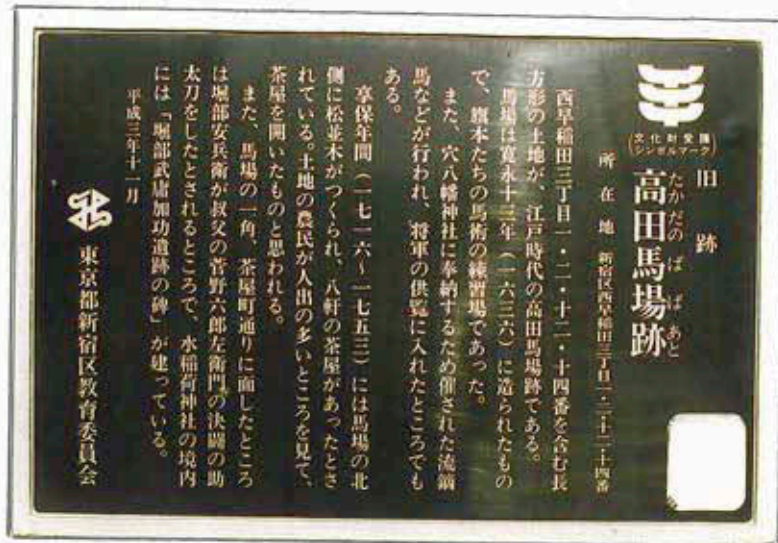 (文化財愛護
シンボルマーク)
旧跡
たかだのばばあと
高田馬場跡
所在地 新宿区西早稲田三丁目一・二・十二・十四番
西早稲田三丁目一・二・十二・十四番を含む長
方形の土地が、江戸時代の高田馬場跡である。
馬場は寛永十三年(一六三六)に造られたもの
で、旗本たちの馬術の練習場であった。
また、穴八幡神社に奉納するため催された流鏑
馬などが行われ、将軍の供覧に入れたところでも
ある。
享保年間(一七一六〜一七五三)には馬場の北
側に松並木がつくられ、八軒の茶屋があったとさ
れている。土地の農民が人出の多いところを見て、
茶屋を開いたものと思われる。
また、馬場の一角、茶屋町通りに面したところ
は堀部安兵衛が叔父の菅野六郎左衛門の決闘の助
太刀をしたとされるところで、水稲荷神社の境内
には「堀部武庸加功遺跡の碑」が建っている。
平成三年十一月
東京都新宿区教育委員会